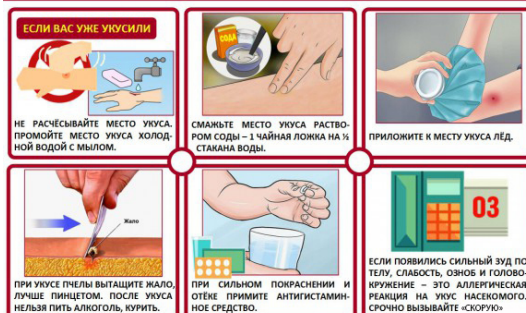 ЕСЛИ ВАС УЖЕ УКУСИЛИ
НЕ РАСЧЁСЫВАЙТЕ МЕСТО УКУСА.
ПРОМОЙТЕ МЕСТО УКУСА ХОЛОД-
НОЙ ВОДОЙ С МЫЛОМ.
СОДА
СМАЖЬТЕ МЕСТО УКУСА РАСТВО-
РОМ СОДЫ – 1 ЧАЙНАЯ ЛОЖКА НА ½
СТАКАНА ВОДЫ.
ПРИЛОЖИТЕ К МЕСТУ УКУСА ЛЁД.
Жало
ПРИ УКУСЕ ПЧЕЛЫ ВЫТАЩИТЕ ЖАЛО,
ЛУЧШЕ ПИНЦЕТОМ. ПОСЛЕ УКУСА
НЕЛЬЗЯ ПИТЬ АЛКОГОЛЬ, КУРИТЬ.
ПРИ СИЛЬНОМ ПОКРАСНЕНИИ И
ОТЁКЕ ПРИМИТЕ АНТИГИСТАМИН-
НОЕ СРЕДСТВО.
03
ЕСЛИ ПОЯВИЛИСЬ СИЛЬНЫЙ ЗУД ПО
ТЕЛУ, СЛАБОСТЬ, ОЗНОБ И ГОЛОВО-
КРУЖЕНИЕ – ЭТО АЛЛЕРГИЧЕСКАЯ
РЕАКЦИЯ НА УКУС НАСЕКОМОГО.
СРОЧНО ВЫЗЫВАЙТЕ «СКОРУЮ»